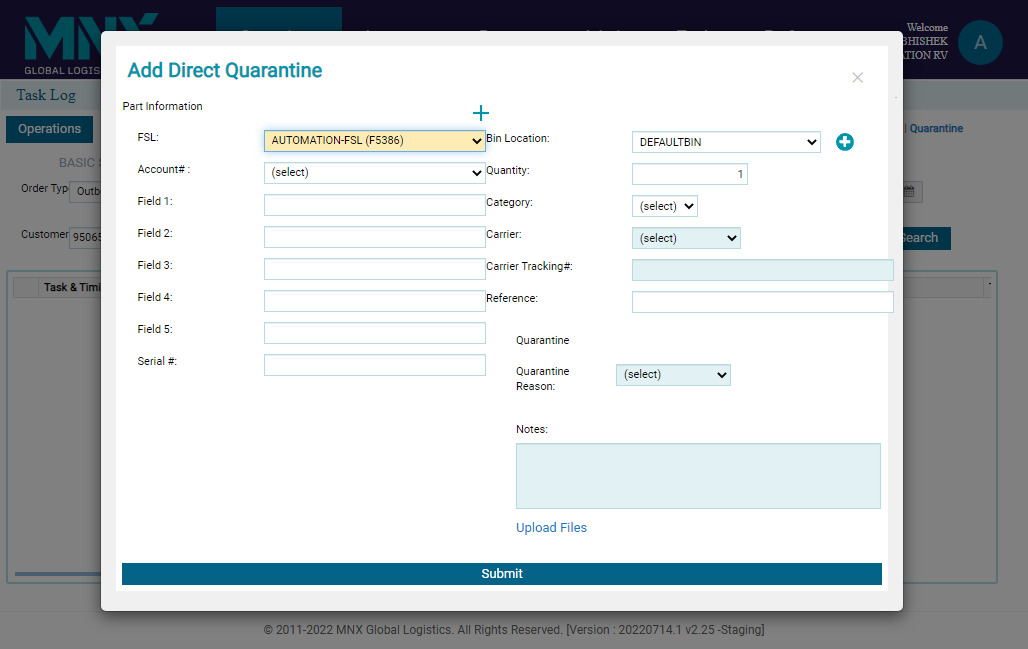 MNX
GLOBAL LOGIS
Welcome
BHISHEK
TION RV
A
Task Log
Operations
| Quarantine
BASIC S
Order Typ
Outb
Customer
95065
Search
Task & Timi
Add Direct Quarantine
×
Part Information
+
FSL:
AUTOMATION-FSL (F5386)
Bin Location:
DEFAULTBIN
Account# :
(select)
Quantity:
1
Field 1:
Category:
(select)
Field 2:
Carrier:
(select)
Field 3:
Carrier Tracking#:
Field 4:
Reference:
Field 5:
Quarantine
Serial #:
Quarantine
Reason:
(select)
Notes:
Upload Files
Submit
© 2011-2022 MNX Global Logistics. All Rights Reserved. [Version : 20220714.1 v2.25 -Staging]